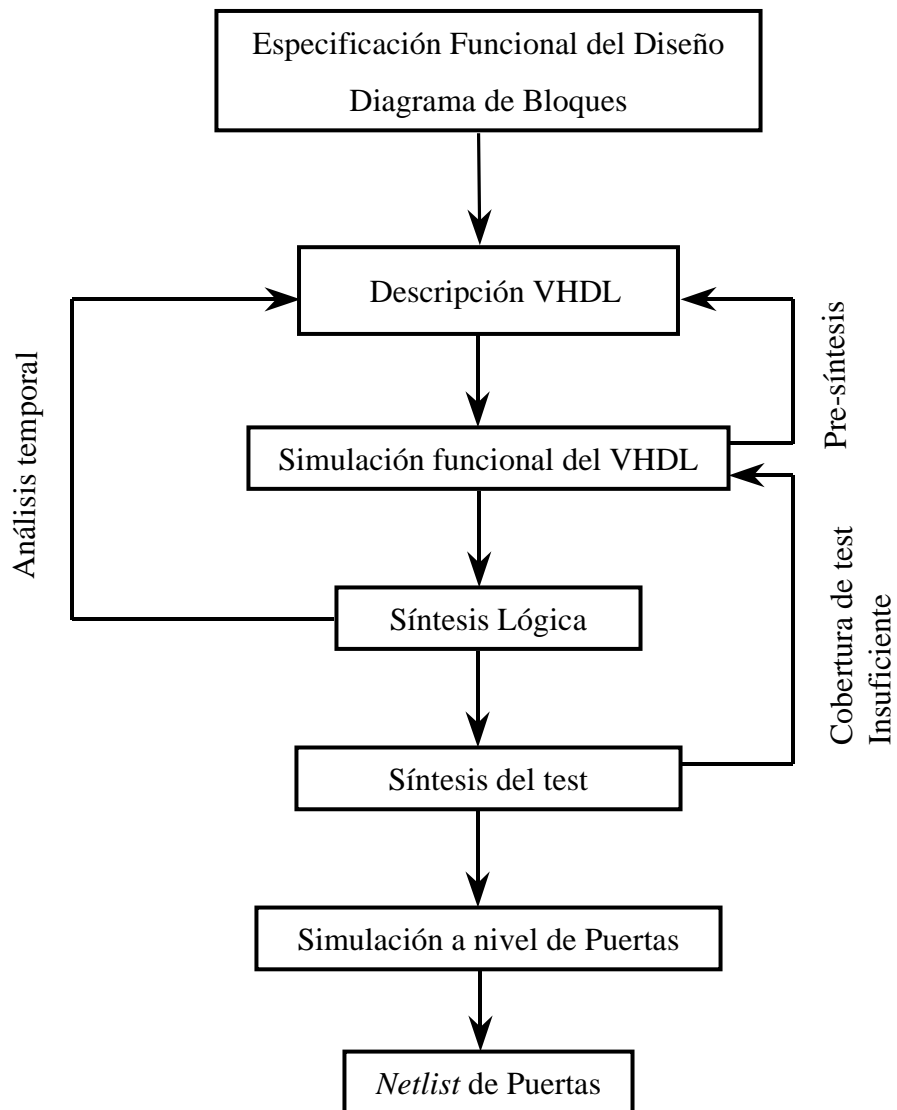 Especificación Funcional del Diseño
Diagrama de Bloques
Descripción VHDL
Pre-síntesis
Análisis temporal
Simulación funcional del VHDL
Síntesis Lógica
Cobertura de test
Insuficiente
Síntesis del test
Simulación a nivel de Puertas
Netlist de Puertas